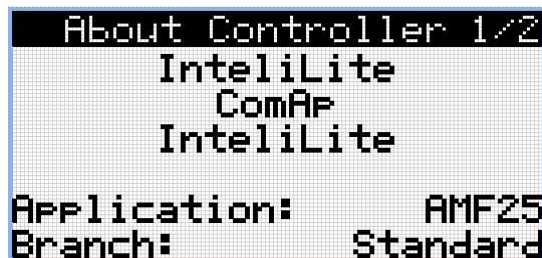 About Controller 1/2
InteliLite
ComAp
InteliLite
Application: AMF25
Branch: Standard